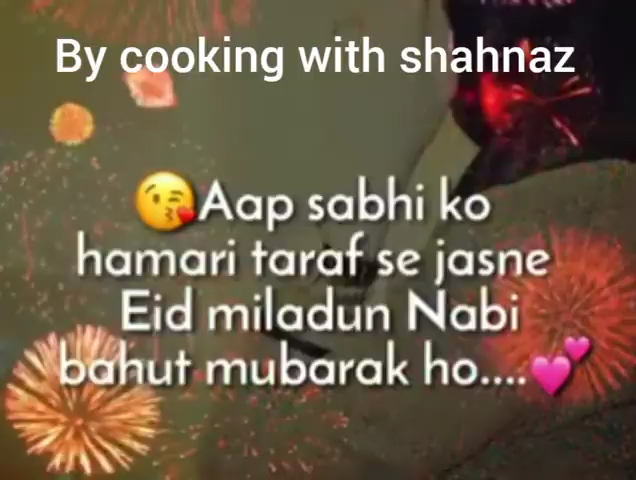 By cooking with shahnaz
😘Aap sabhi ko
hamari taraf se jasne
Eid miladun Nabi
bahut mubarak ho....💕